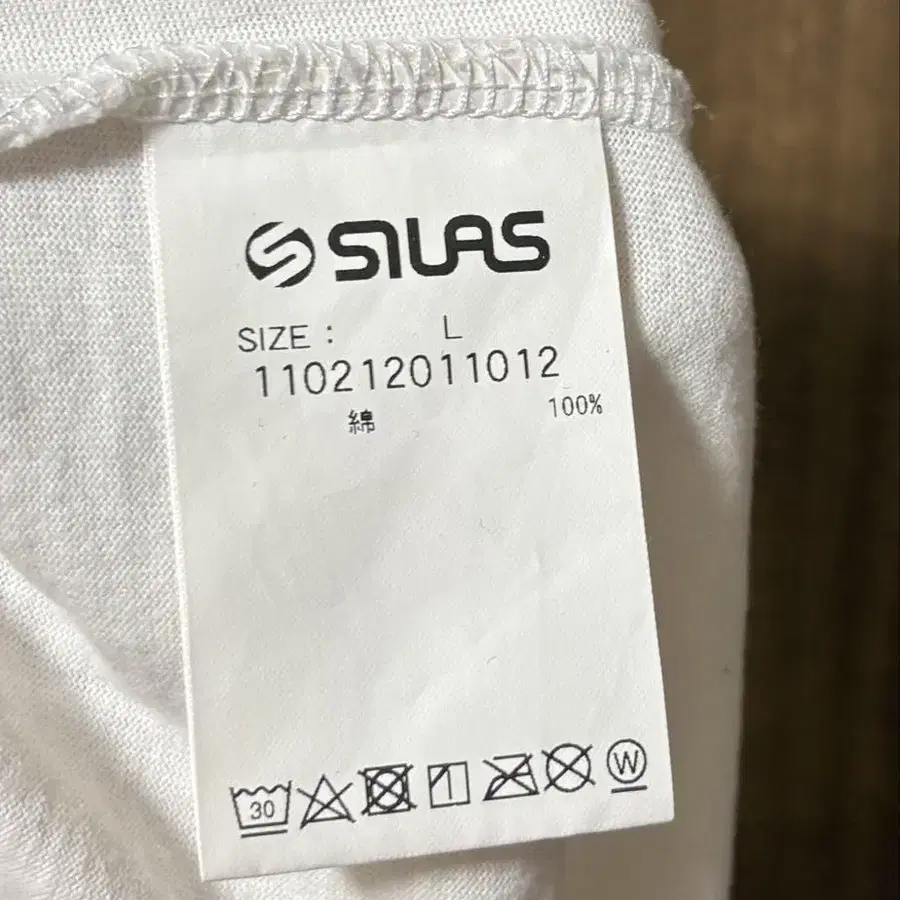 SILAS
SIZE : L
110212011012
綿 100%
30 W